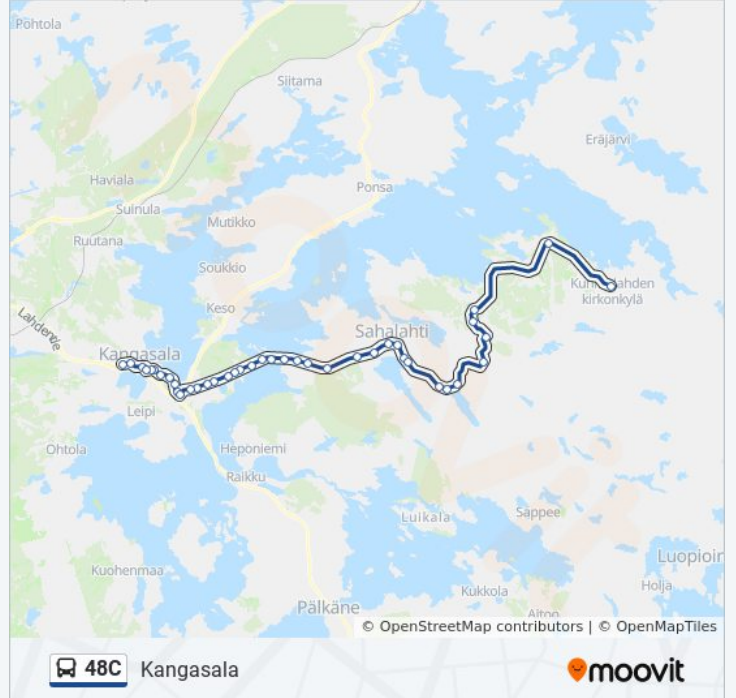 Pohtola
Siitama
Eräjärvi
Haviala
Ponsa
Suinula
Mutikko
Ruutana
Soukkio
kirkonkylä
Keso
Lahdentie
Sahalahti
Kangasala
Leipi
Ohtola
Heponiemi
Raikku
Luikala
Sappee
Luopioin
Kuohenmaa
Holja
Kukkola
Pälkäne
Aitoo
© OpenStreetMap contributors | © OpenMapTiles
48C Kangasala
moovit